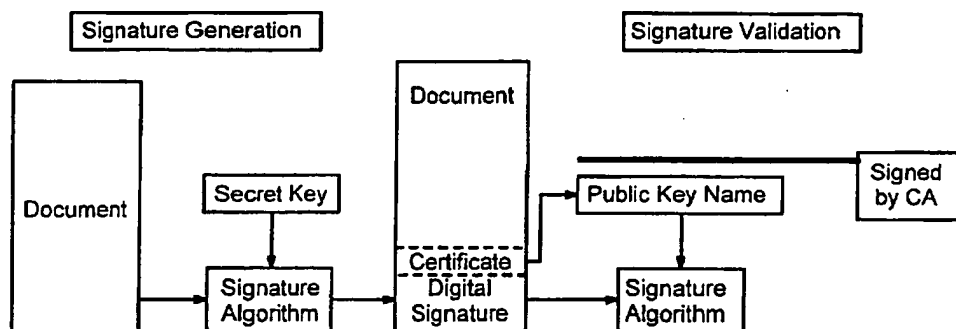 Signature Generation
Signature Validation
Document
Secret Key
Signature
Algorithm
Document
Certificate
Digital
Signature
Public Key Name
Signed
by CA
Signature
Algorithm